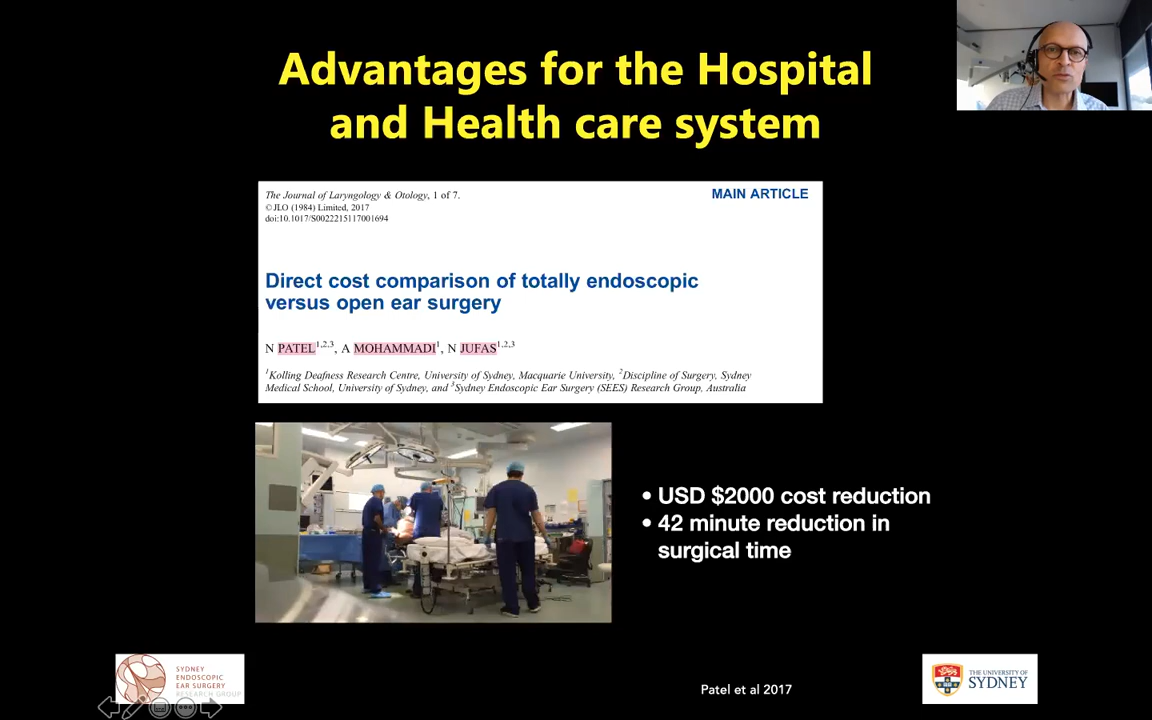 Advantages for the Hospital
and Health care system
The Journal of Laryngology & Otology, 1 of 7.
MAIN ARTICLE
© JLO (1984) Limited, 2017
doi:10.1017/S0022215117001694
Direct cost comparison of totally endoscopic
versus open ear surgery
N PATEL1,2,3, A MOHAMMADI1, N JUFAS1,2,3
1Kolling Deafness Research Centre, University of Sydney, Macquarie University, 2Discipline of Surgery, Sydney
Medical School, University of Sydney, and 3Sydney Endoscopic Ear Surgery (SEES) Research Group, Australia
• USD $2000 cost reduction
• 42 minute reduction in
surgical time
SYDNEY
ENDOSCOPIC
EAR SURGERY
RESEARCH GROUP
Patel et al 2017
THE UNIVERSITY OF
SYDNEY